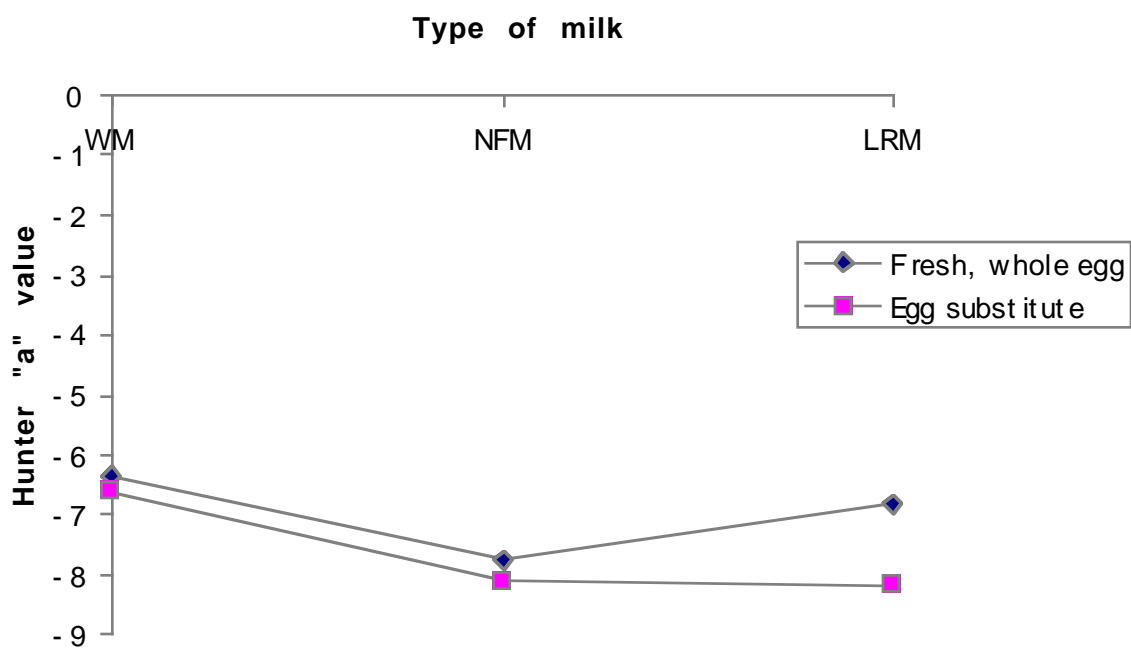 Type of milk
0
WM NFM LRM
-1
-2
-3
-4
-5
-6
-7
-8
-9
Hunter "a" value
Fresh, whole egg
Egg substitute